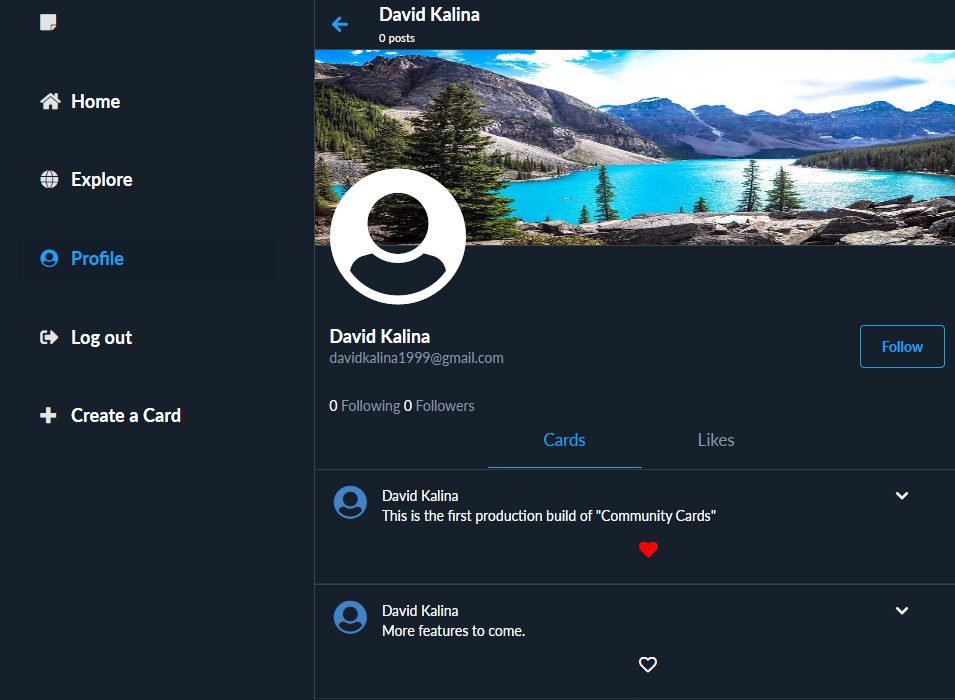 Home
Explore
Profile
Log out
Create a Card
David Kalina
0 posts
David Kalina
davidkalina1999@gmail.com
Follow
0 Following 0 Followers
Cards Likes
David Kalina
This is the first production build of "Community Cards"
David Kalina
More features to come.